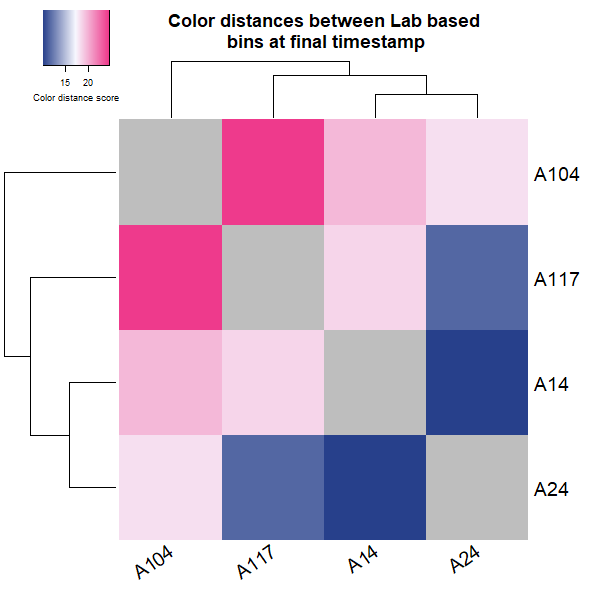 Color distances between Lab based
bins at final timestamp
15 20
Color distance score
A104
A117
A14
A24
A104 A117 A14 A24